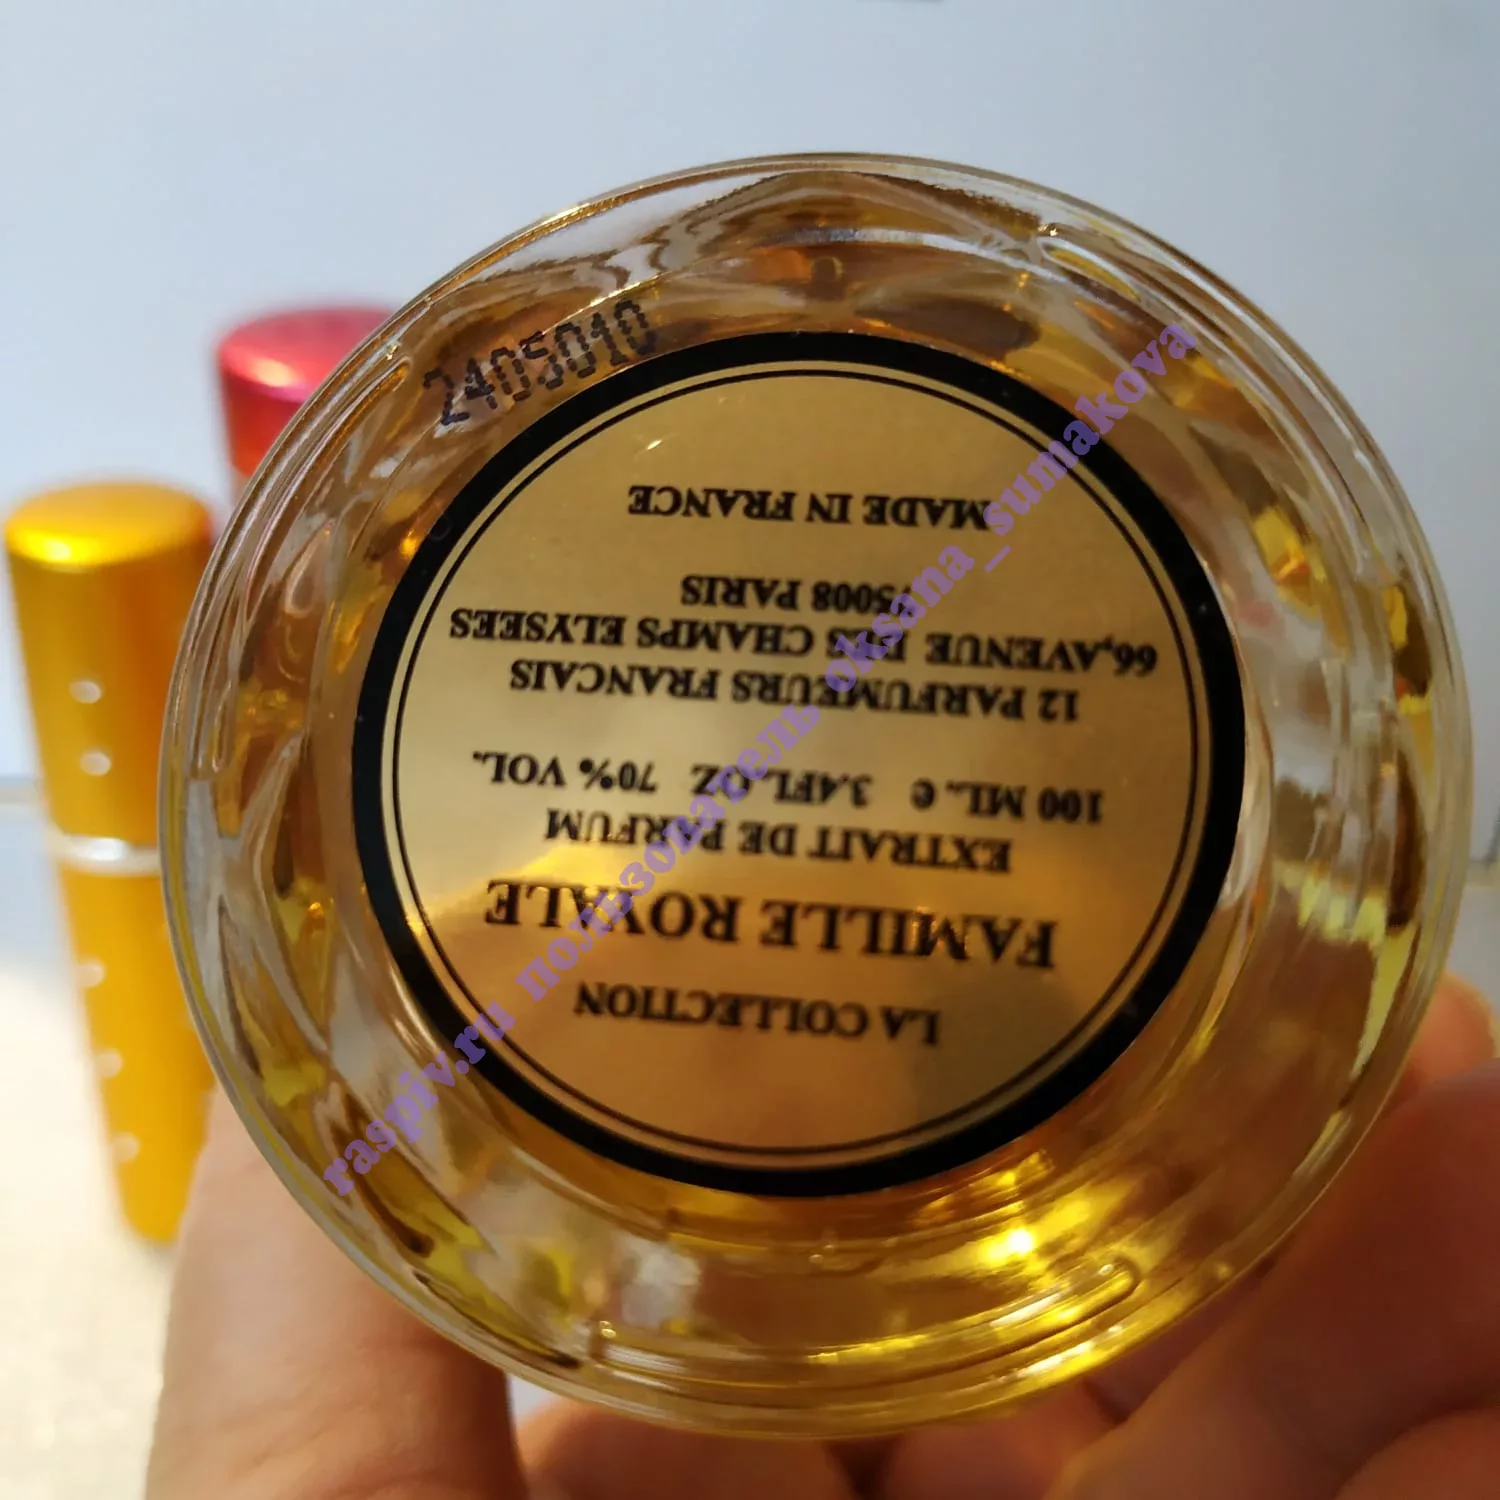 LA COLLECTION
FAMILLE ROYALE
EXTRAIT DE PARFUM
100 ML. e 3.4FL.OZ 70% VOL.
12 PARFUMEURS FRANCAIS
66,AVENUE DES CHAMPS ELYSEES
75008 PARIS
MADE IN FRANCE
2405010
raspiv.ru пользователь oksana_sumakova